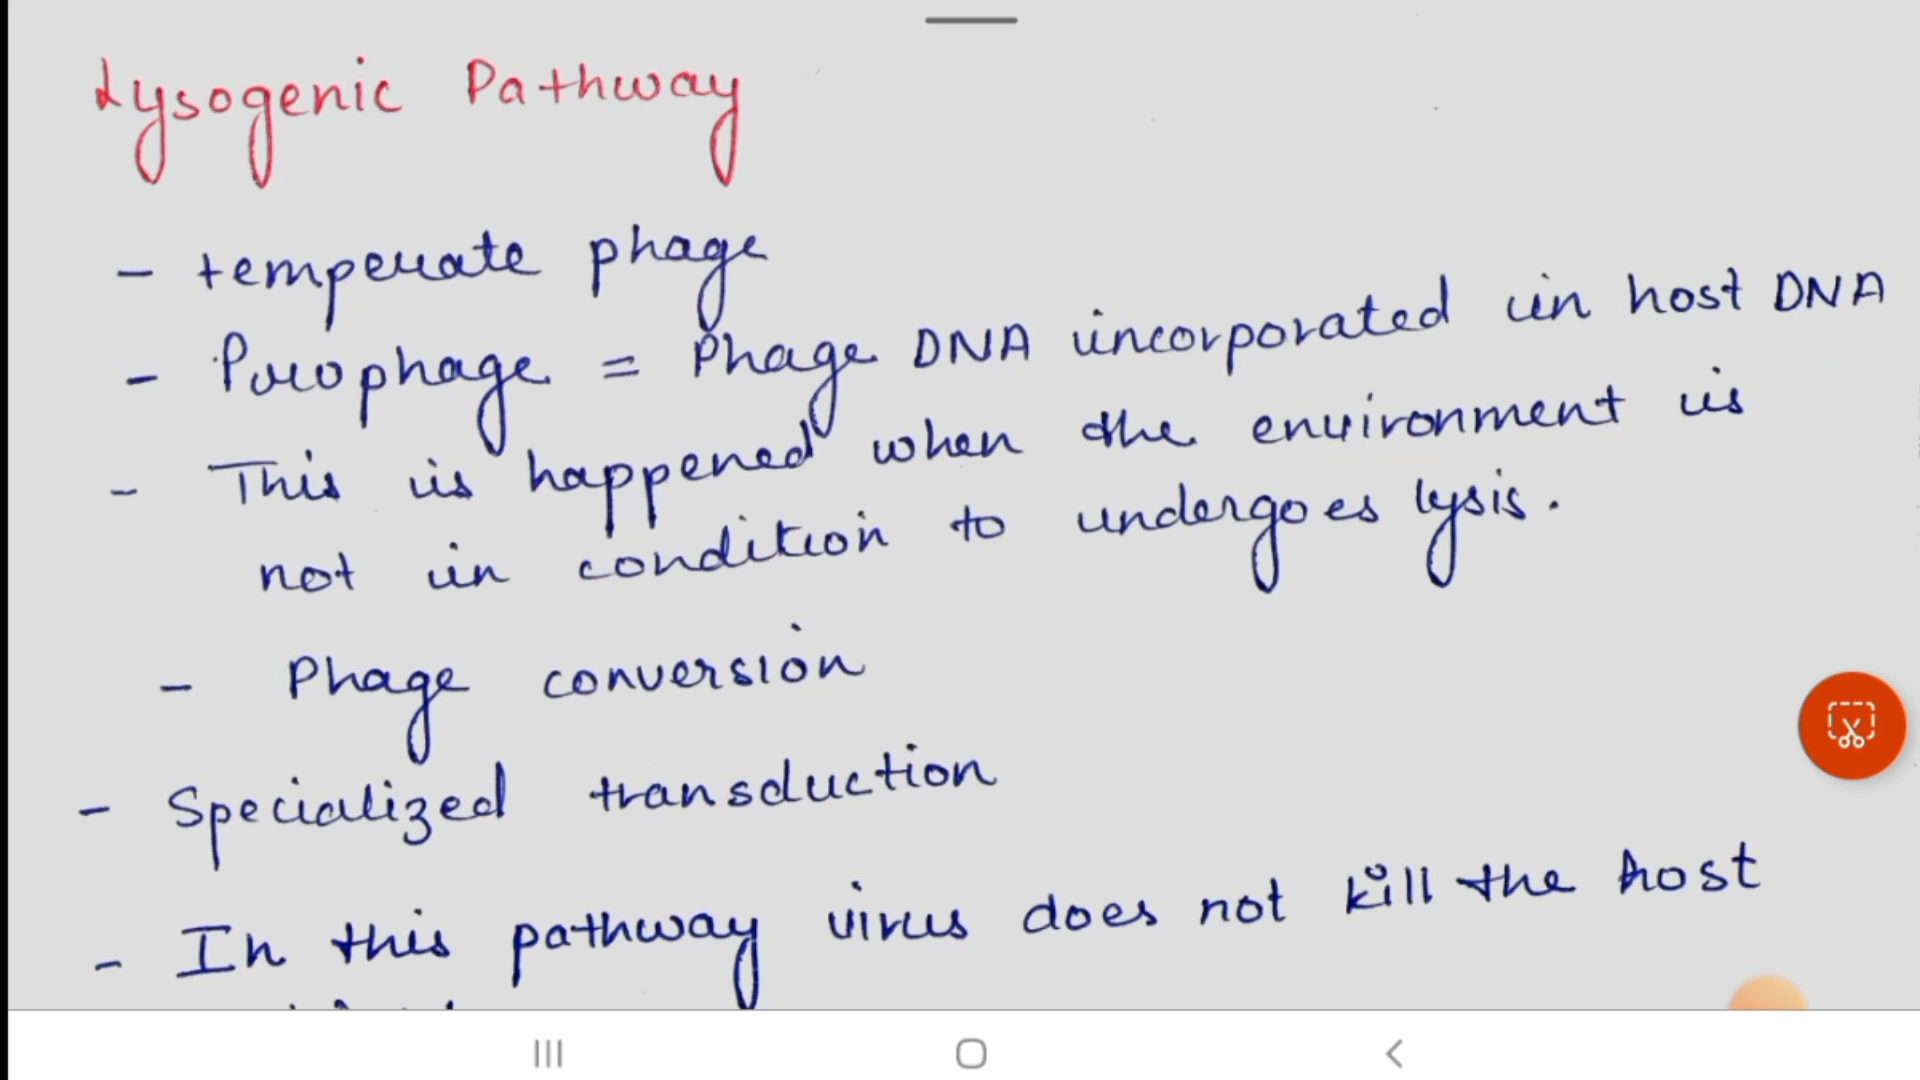 Lysogenic Pathway
- temperate phage
- Prophage = Phage DNA incorporated in host DNA
- This is happened when the environment is
not in condition to undergoes lysis.
- Phage conversion
- Specialized transduction
- In this pathway virus does not kill the host